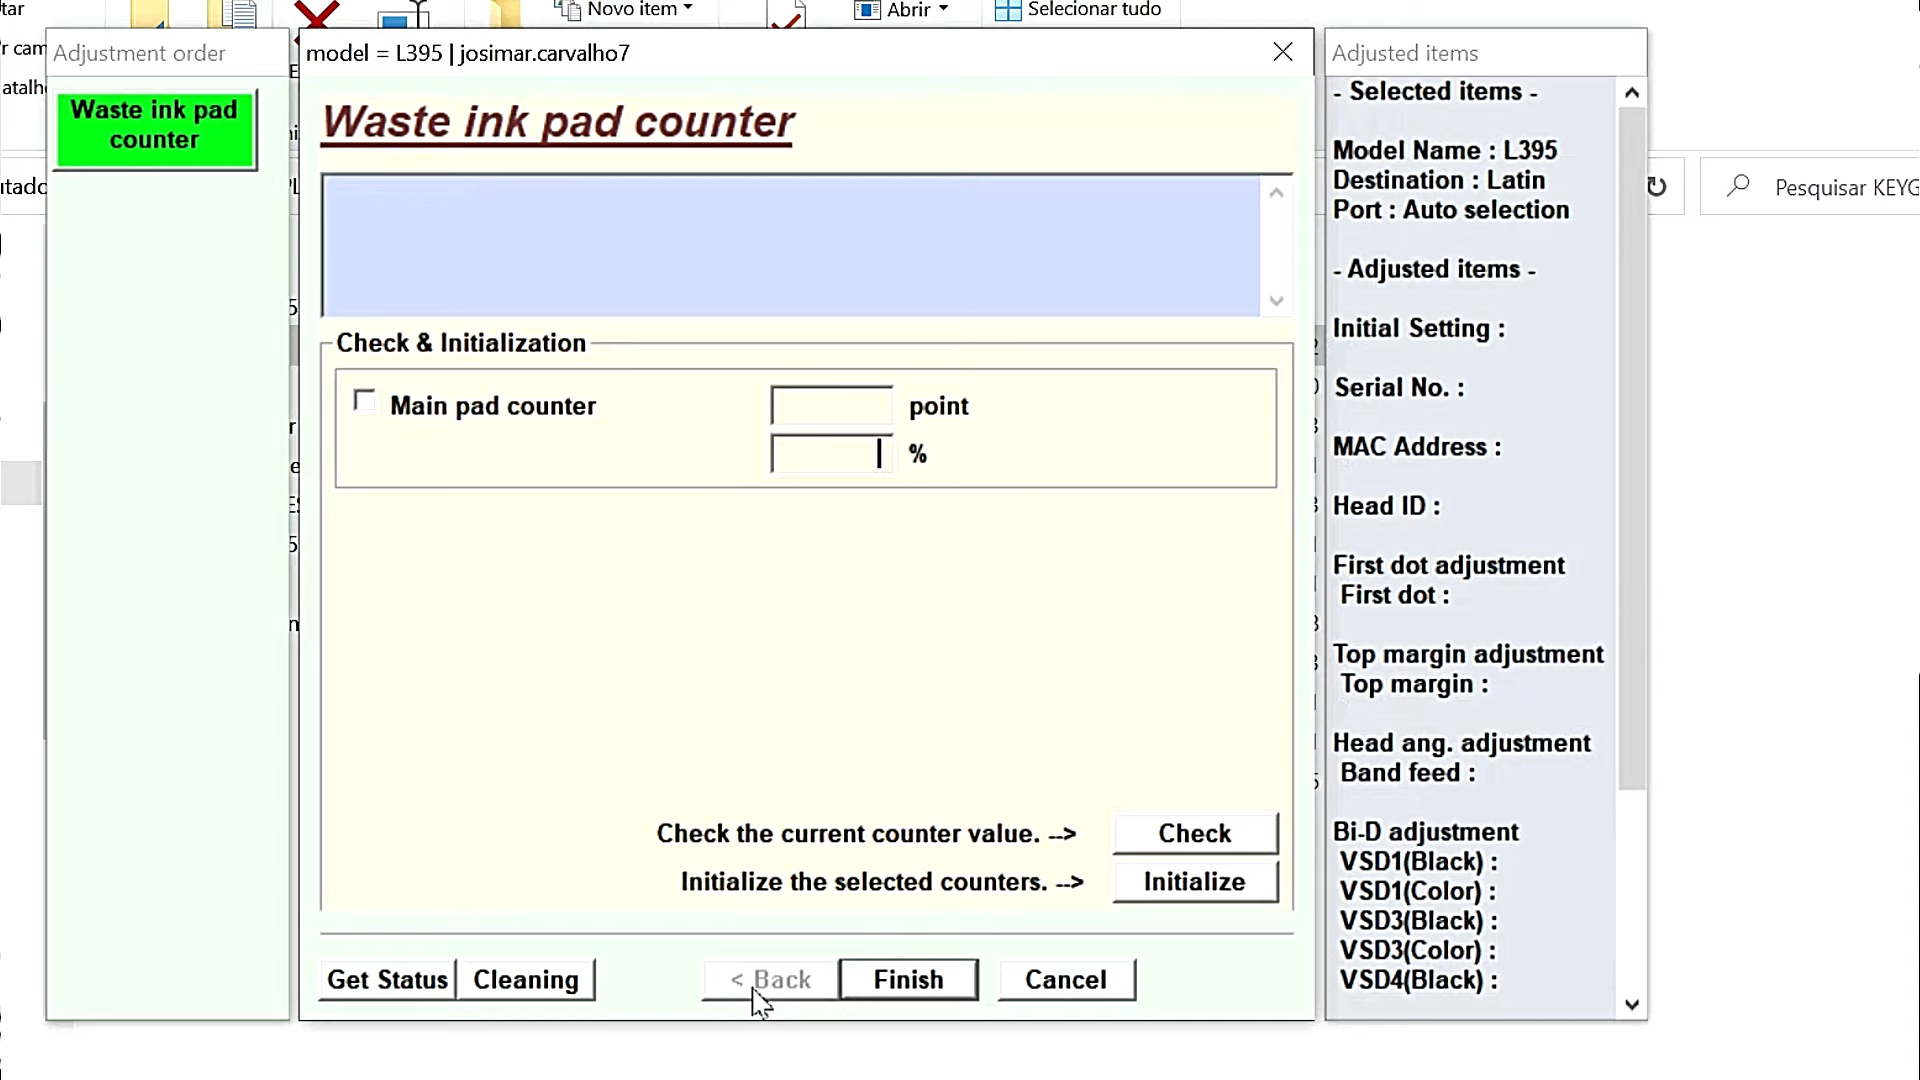 Novo item
Abrir
Selecionar tudo
Adjustment order
Waste ink pad
counter
model = L395 | josimar.carvalho7
Waste ink pad counter
Check & Initialization
Main pad counter
point
%
Check the current counter value. -->
Check
Initialize the selected counters. -->
Initialize
Get Status
Cleaning
< Back
Finish
Cancel
Adjusted items
- Selected items -
Model Name : L395
Destination : Latin
Port : Auto selection
- Adjusted items -
Initial Setting :
Serial No. :
MAC Address :
Head ID :
First dot adjustment
First dot :
Top margin adjustment
Top margin :
Head ang. adjustment
Band feed :
Bi-D adjustment
VSD1(Black) :
VSD1(Color) :
VSD3(Black) :
VSD3(Color) :
VSD4(Black) :
Pesquisar KEYG